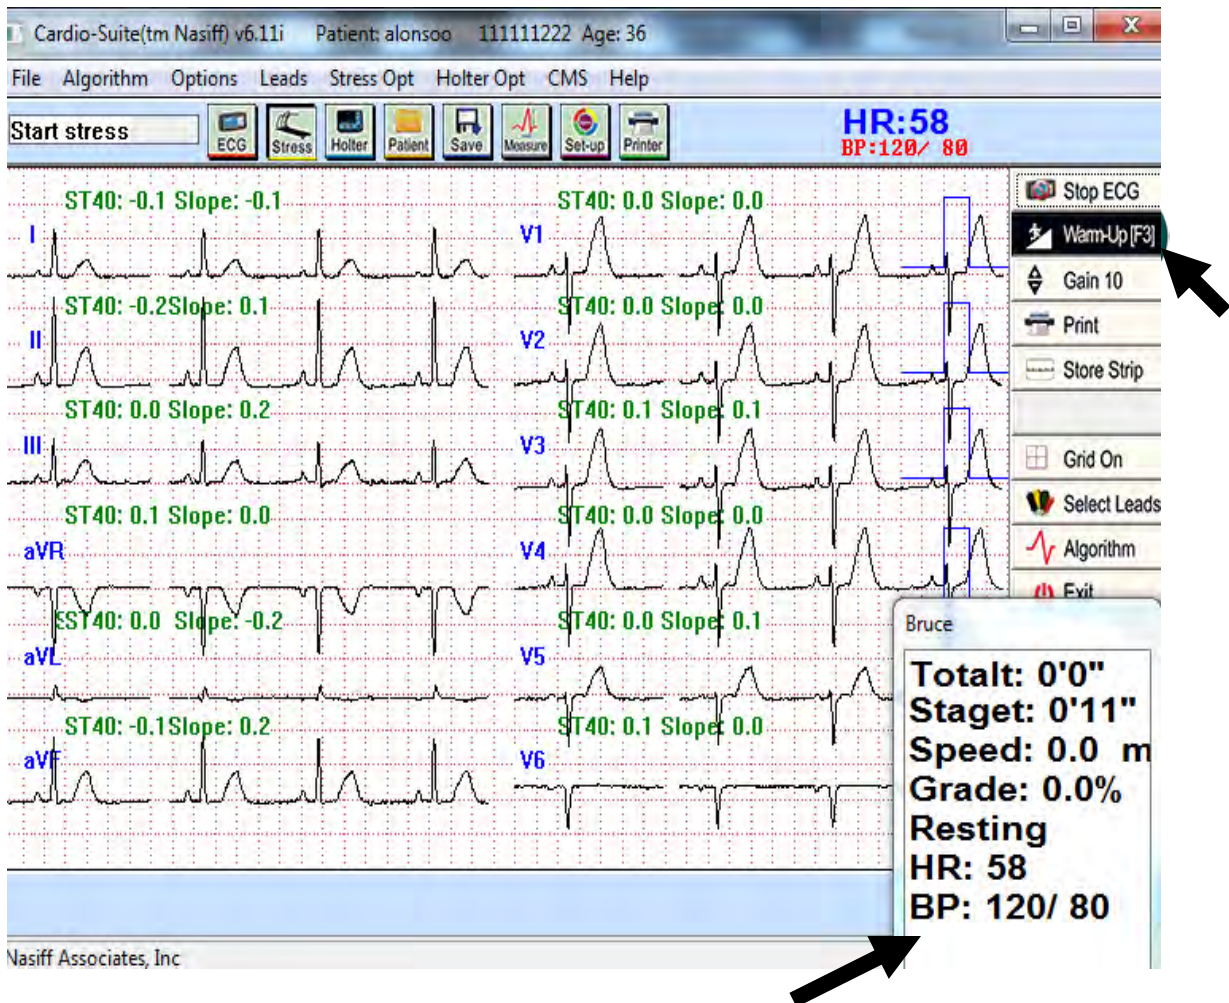 Cardio-Suite(tm Nasiff) v6.11i Patient: alonsoo 111111222 Age: 36
File Algorithm Options Leads Stress Opt Holter Opt CMS Help
Start stress
ECG Stress Holter Patient Save Measure Set-up Printer
HR:58
BP:120/ 80
ST40: -0.1 Slope: -0.1
I
ST40: -0.2Slope: 0.1
II
ST40: 0.0 Slope: 0.2
III
ST40: 0.1 Slope: 0.0
aVR
ST40: 0.0 Slope: -0.2
aVL
ST40: -0.1Slope: 0.2
aVF
ST40: 0.0 Slope: 0.0
V1
ST40: 0.0 Slope: 0.0
V2
ST40: 0.1 Slope: 0.1
V3
ST40: 0.0 Slope: 0.0
V4
ST40: 0.0 Slope: 0.1
V5
ST40: 0.1 Slope: 0.0
V6
Stop ECG
Warm-Up [F3]
Gain 10
Print
Store Strip
Grid On
Select Leads
Algorithm
Exit
Bruce
Totalt: 0'0"
Staget: 0'11"
Speed: 0.0 m
Grade: 0.0%
Resting
HR: 58
BP: 120/ 80
Nasiff Associates, Inc